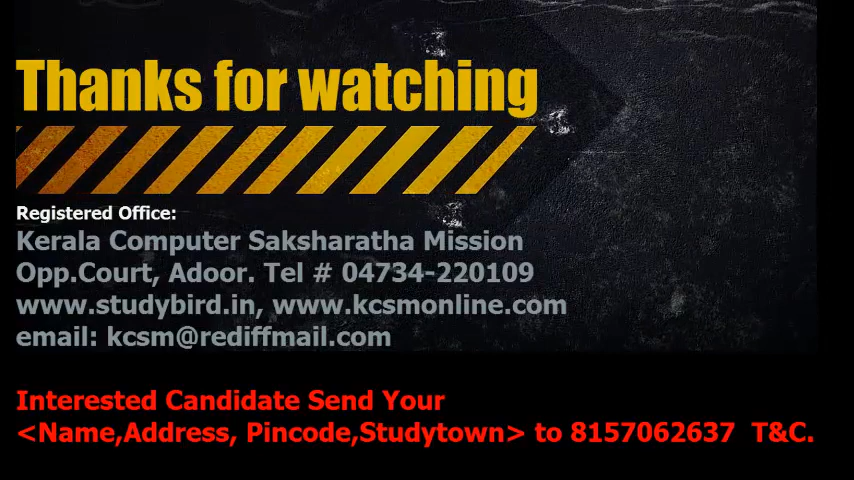 Thanks for watching
Registered Office:
Kerala Computer Saksharatha Mission
Opp.Court, Adoor. Tel # 04734-220109
www.studybird.in, www.kcsmonline.com
email: kcsm@rediffmail.com
Interested Candidate Send Your
<Name,Address, Pincode,Studytown> to 8157062637  T&C.